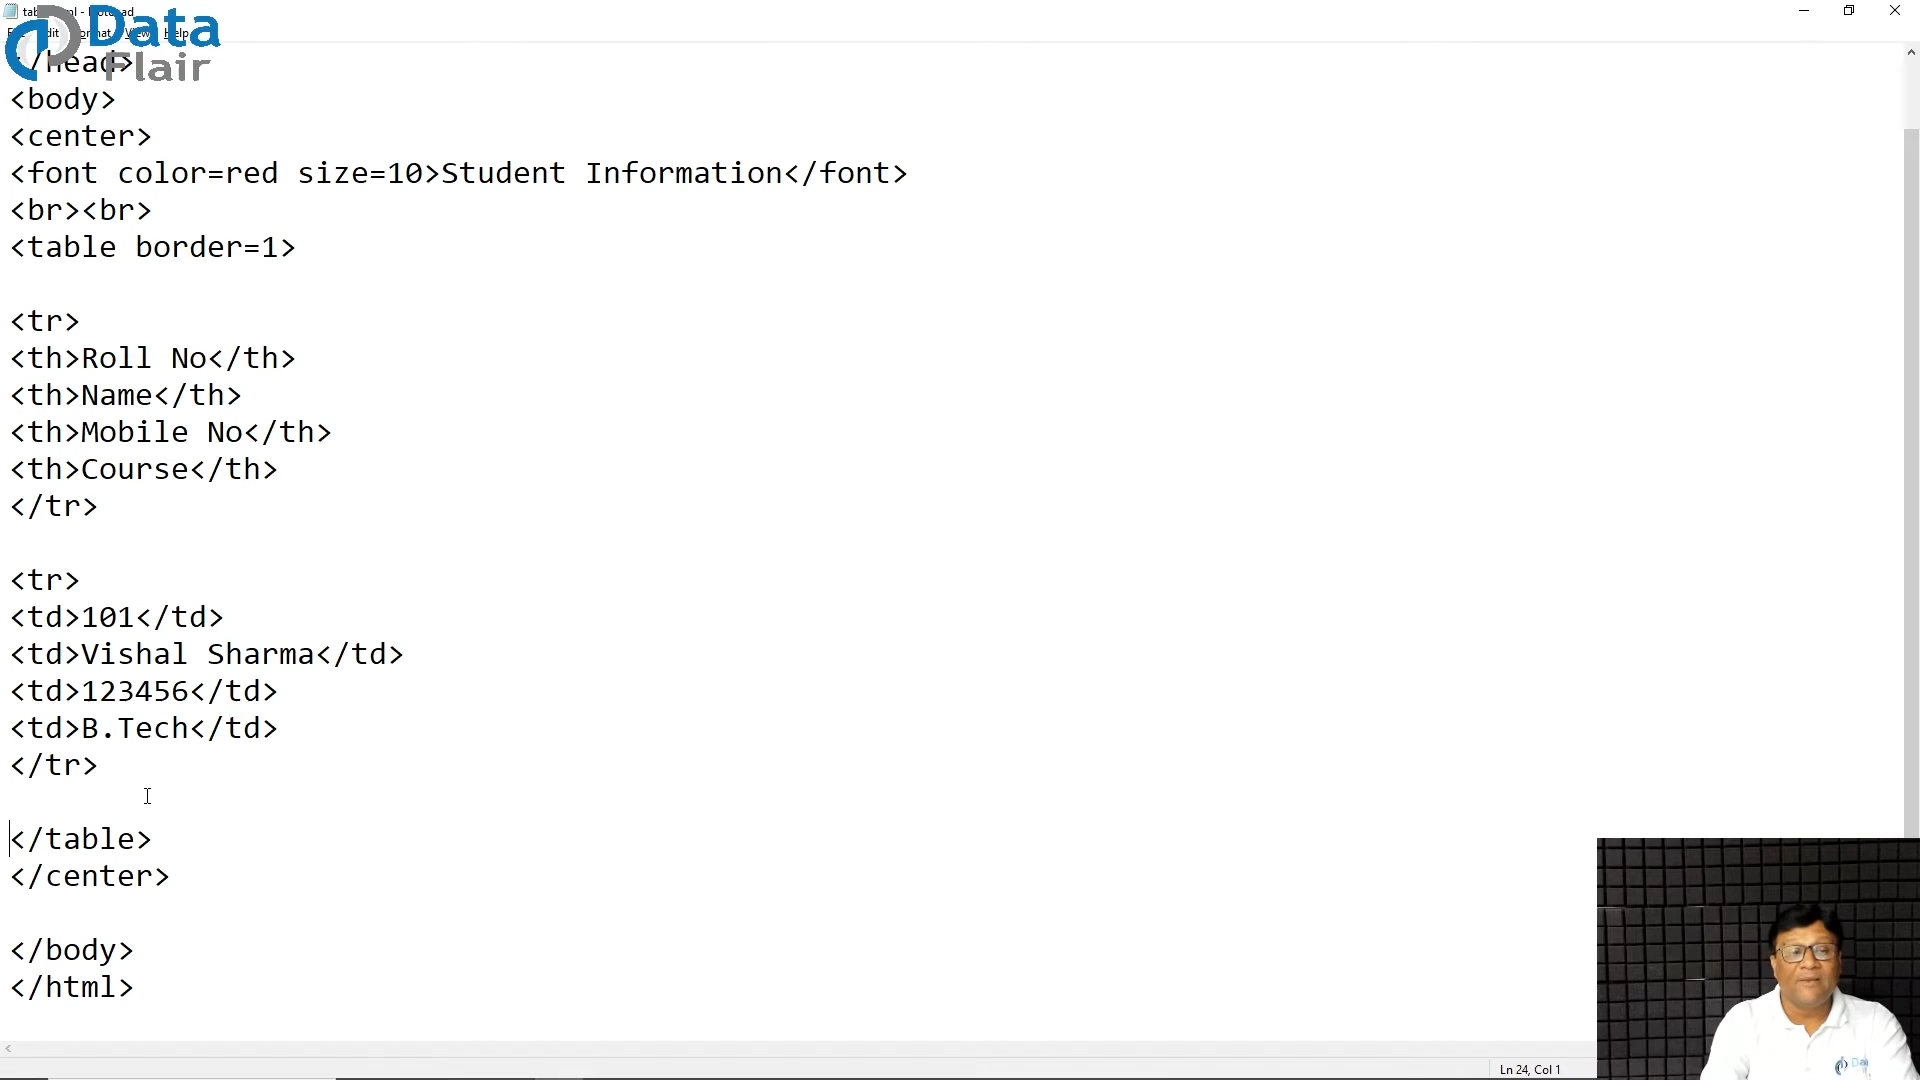 Data
Flair
Help
</head>
<body>
<center>
<font color=red size=10>Student Information</font>
<br><br>
<table border=1>
<tr>
<th>Roll No</th>
<th>Name</th>
<th>Mobile No</th>
<th>Course</th>
</tr>
<tr>
<td>101</td>
<td>Vishal Sharma</td>
<td>123456</td>
<td>B.Tech</td>
</tr>
</table>
</center>
</body>
</html>
Ln 24, Col 1